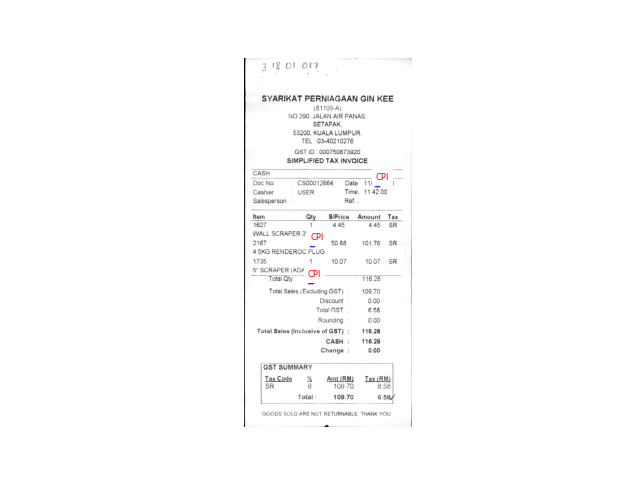 3 18 01 017
SYARIKAT PERNIAGAAN GIN KEE
(81109-A)
NO 290, JALAN AIR PANAS,
SETAPAK,
53200, KUALA LUMPUR.
TEL : 03-40210276
GST ID : 000750673920
SIMPLIFIED TAX INVOICE
CASH
CPI
Doc No : CS00012664 Date: 11/
Cashier : USER Time: 11:42:00
Salesperson : Ref. :
Item Qty S/Price Amount Tax
1627 1 4.45 4.45 SR
WALL SCRAPER 3"
CPI
2167 50.88 101.76 SR
4.5KG RENDEROC PLUG
1735 1 10.07 10.07 SR
5" SCRAPER (ADA
CPI
Total Qty : 116.28
Total Sales (Excluding GST) : 109.70
Discount : 0.00
Total GST : 6.58
Rounding : 0.00
Total Sales (Inclusive of GST) : 116.28
CASH : 116.28
Change : 0.00
GST SUMMARY
Tax Code % Amt (RM) Tax (RM)
SR 6 109.70 6.58
Total : 109.70 6.58
GOODS SOLD ARE NOT RETURNABLE, THANK YOU